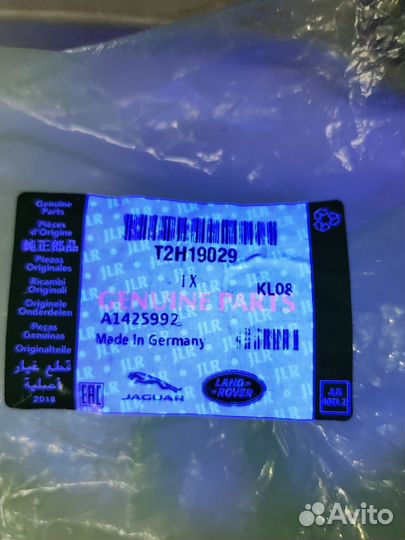 Genuine
Parts
Pièces
d'Origine
純正部品
Piezas
Originales
Ricambi
Originali
Originele
Onderdelen
Peças
Genuínas
Originalteile
قطع غيار
أصلية
2018
T2H19029
1X
KL08
GENUINE PARTS
A1425992
Made In Germany
EAC
JAGUAR
LAND
ROVER
JLR
Avito